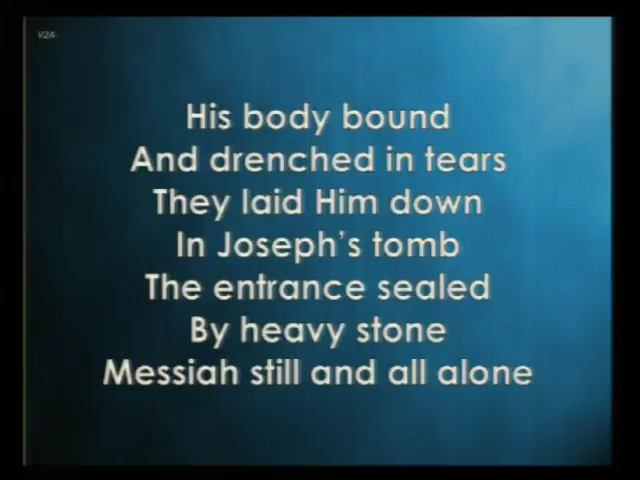 V2A
His body bound
And drenched in tears
They laid Him down
In Joseph's tomb
The entrance sealed
By heavy stone
Messiah still and all alone